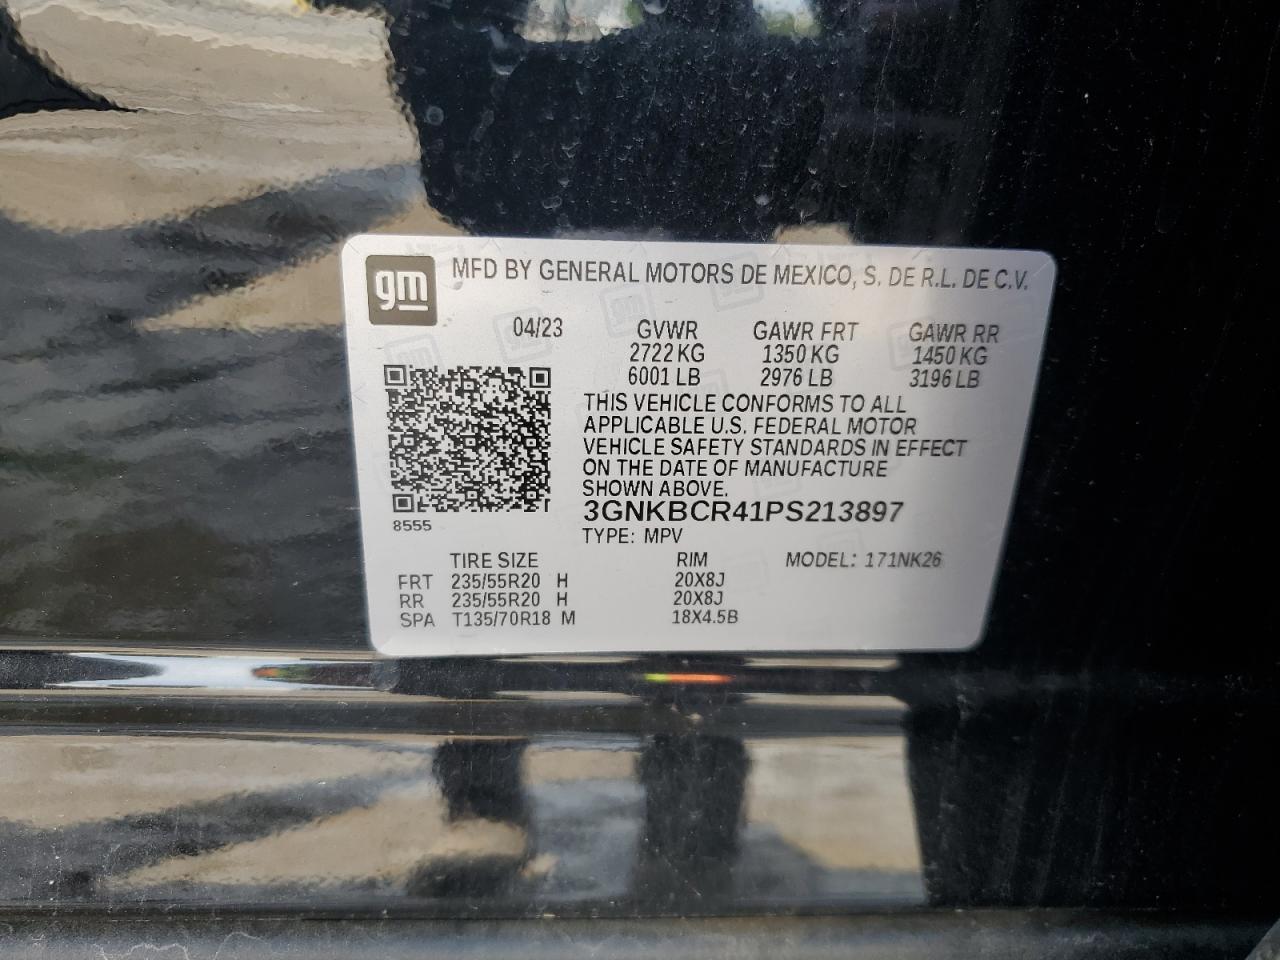 gm MFD BY GENERAL MOTORS DE MEXICO, S. DE R.L. DE C.V.
04/23 GVWR GAWR FRT GAWR RR
2722 KG 1350 KG 1450 KG
6001 LB 2976 LB 3196 LB
THIS VEHICLE CONFORMS TO ALL
APPLICABLE U.S. FEDERAL MOTOR
VEHICLE SAFETY STANDARDS IN EFFECT
ON THE DATE OF MANUFACTURE
SHOWN ABOVE.
3GNKBCR41PS213897
8555
TYPE: MPV
TIRE SIZE RIM MODEL: 171NK26
FRT 235/55R20 H 20X8J
RR 235/55R20 H 20X8J
SPA T135/70R18 M 18X4.5B